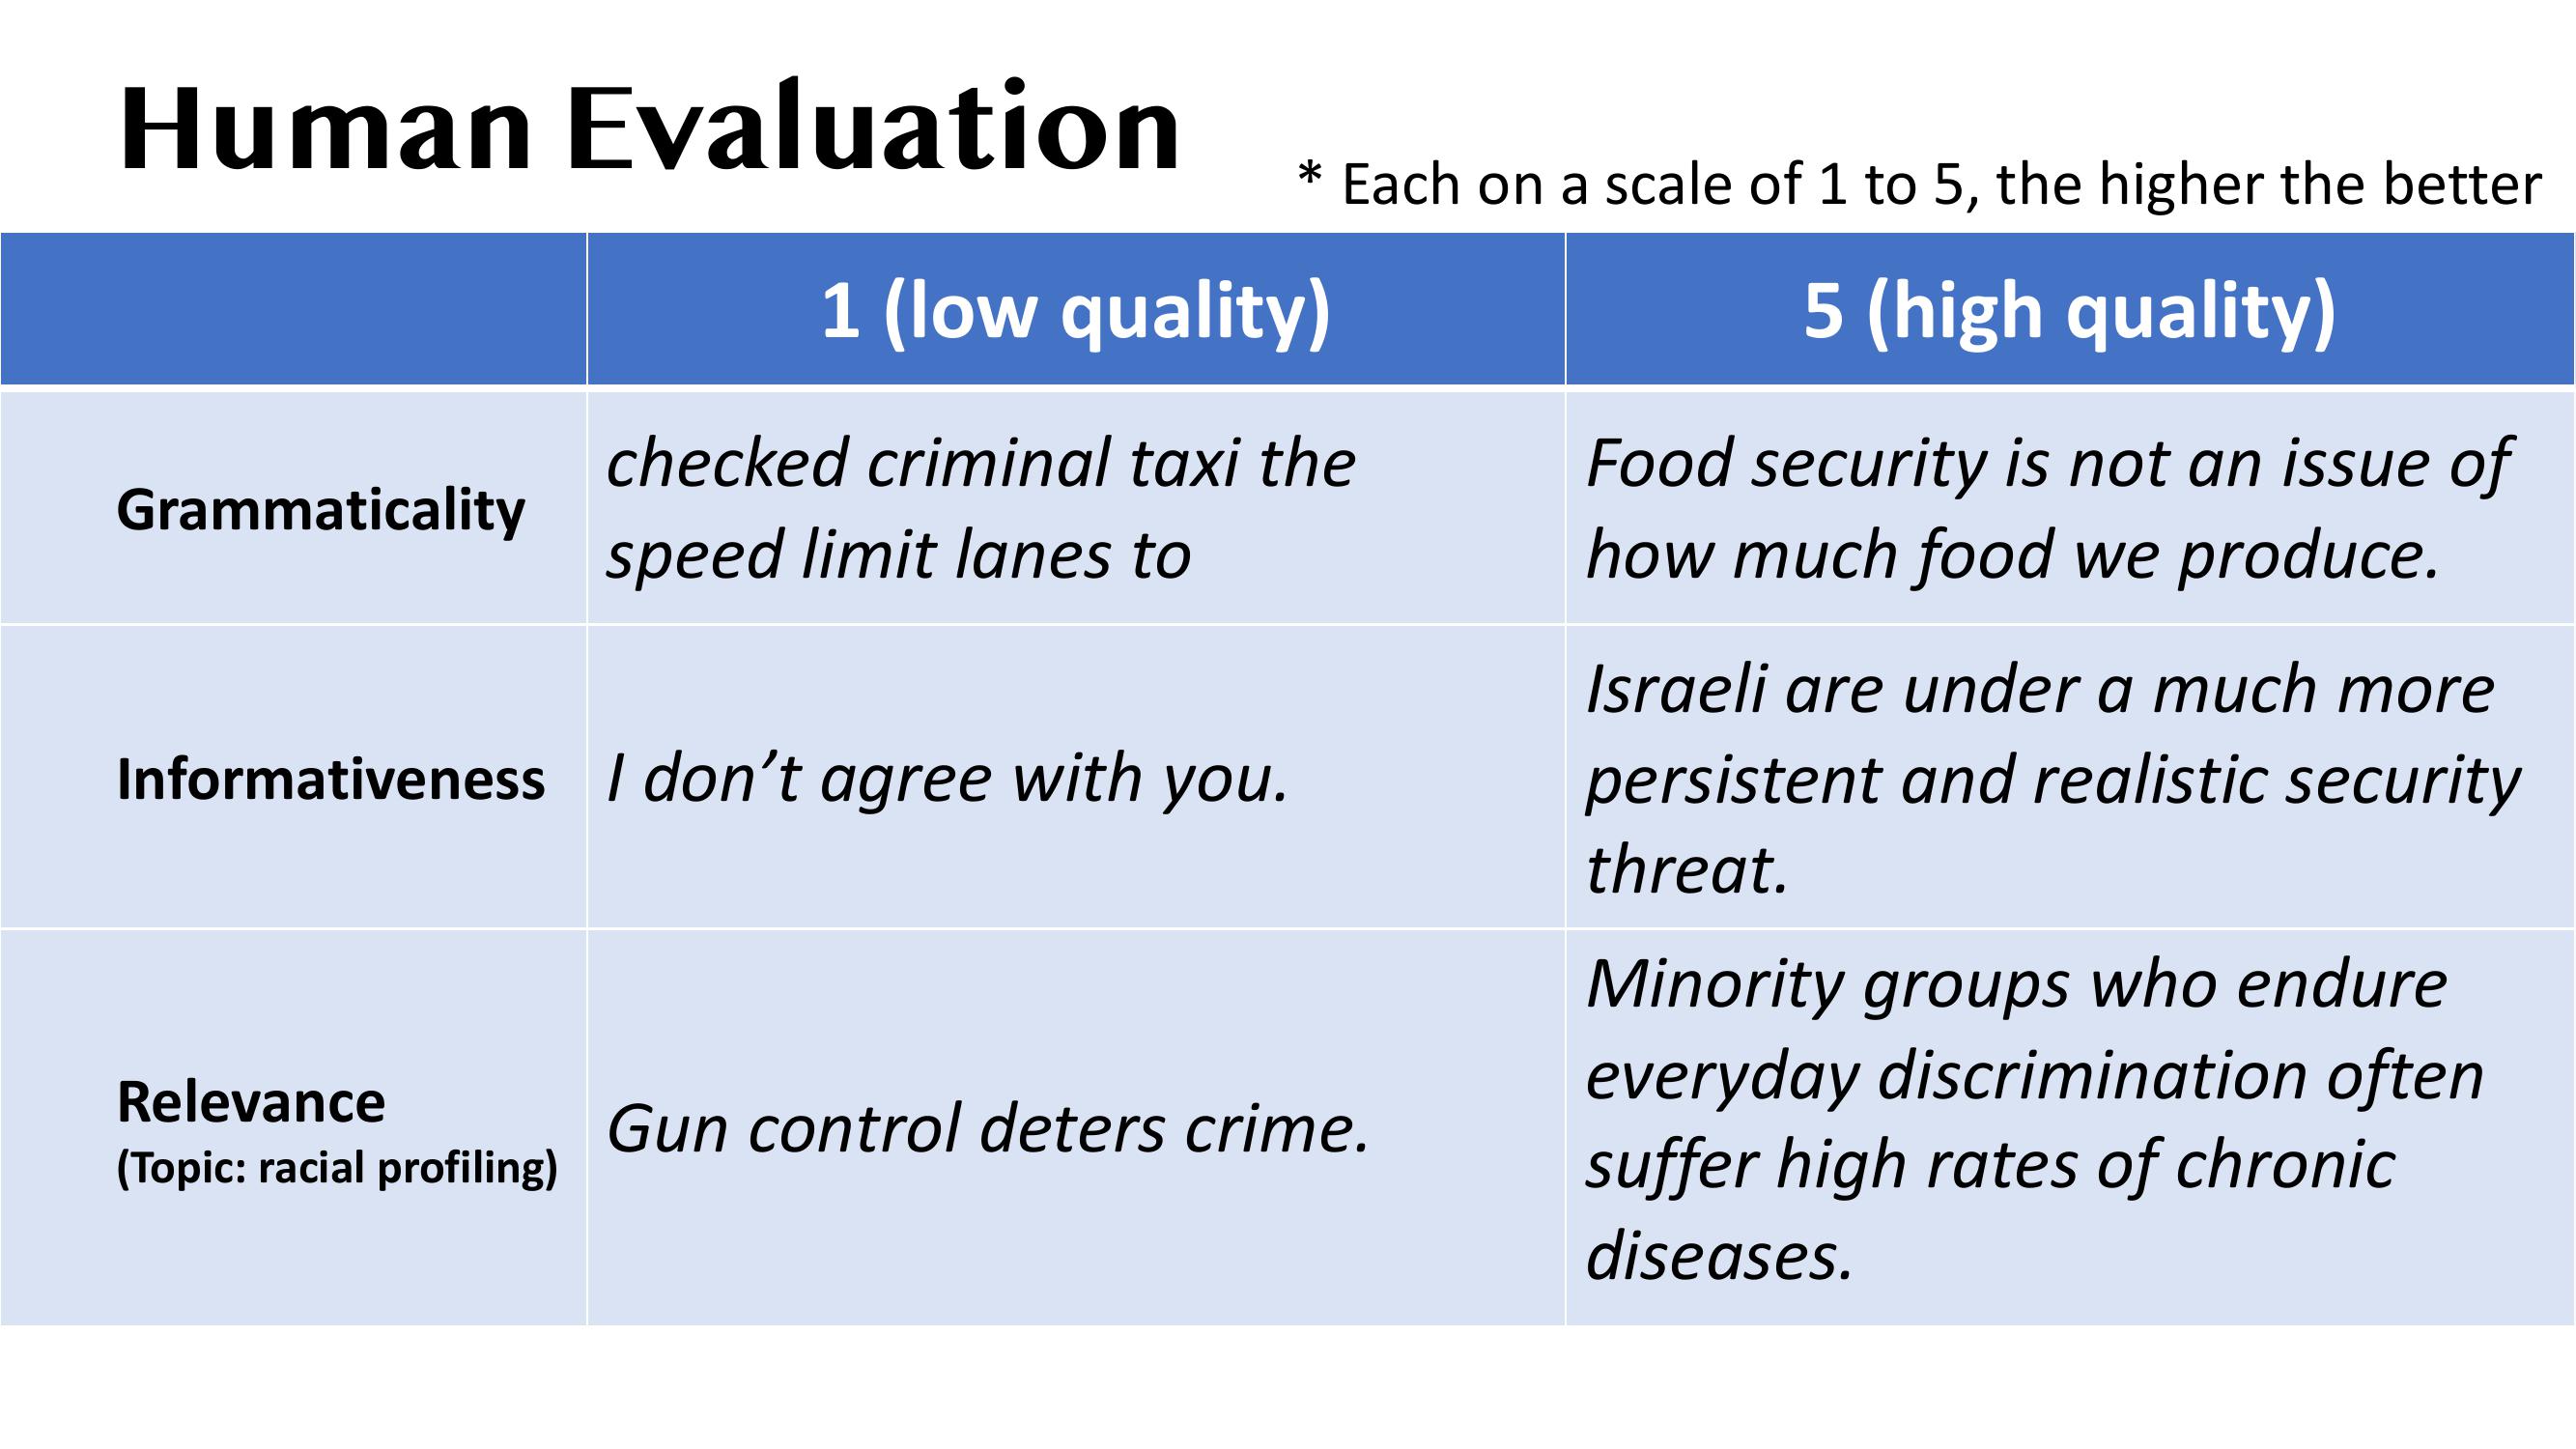 Human Evaluation
* Each on a scale of 1 to 5, the higher the better
1 (low quality)
5 (high quality)
Grammaticality
checked criminal taxi the
speed limit lanes to
Food security is not an issue of
how much food we produce.
Informativeness
I don’t agree with you.
Israeli are under a much more
persistent and realistic security
threat.
Relevance
(Topic: racial profiling)
Gun control deters crime.
Minority groups who endure
everyday discrimination often
suffer high rates of chronic
diseases.